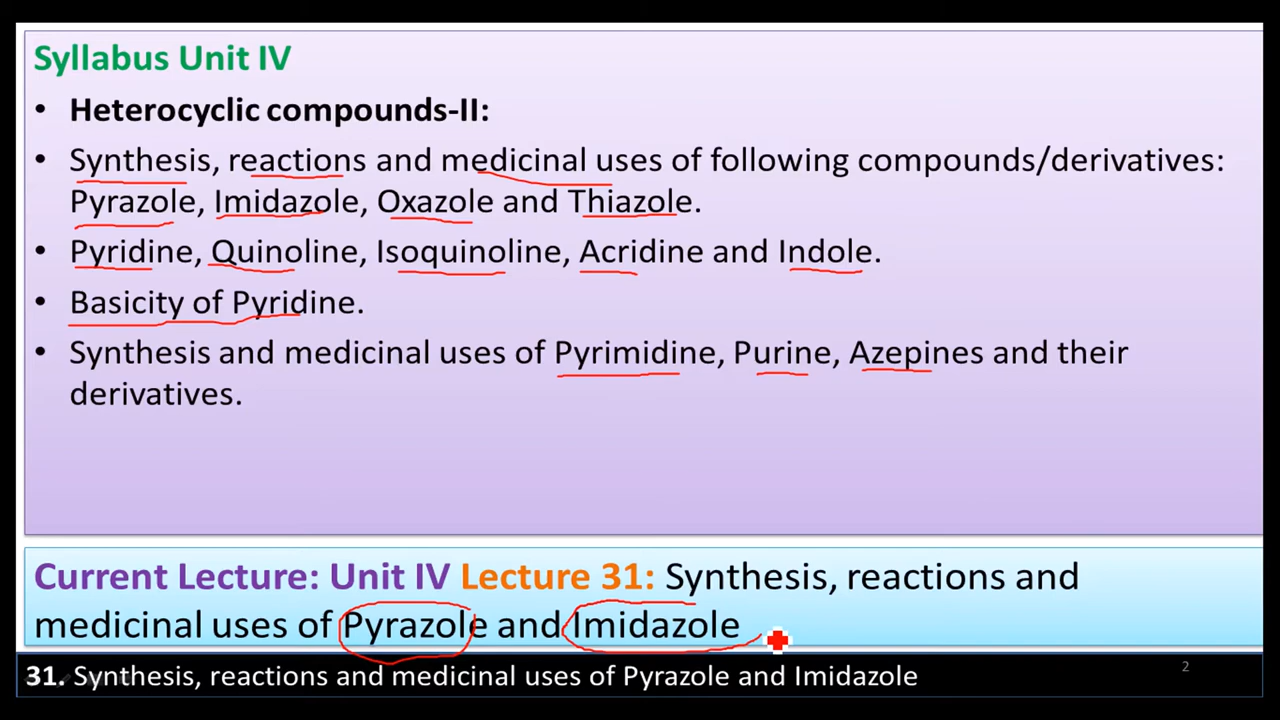 Syllabus Unit IV
• Heterocyclic compounds-II:
• Synthesis, reactions and medicinal uses of following compounds/derivatives:
Pyrazole, Imidazole, Oxazole and Thiazole.
• Pyridine, Quinoline, Isoquinoline, Acridine and Indole.
• Basicity of Pyridine.
• Synthesis and medicinal uses of Pyrimidine, Purine, Azepines and their
derivatives.
Current Lecture: Unit IV Lecture 31: Synthesis, reactions and
medicinal uses of Pyrazole and Imidazole
31. Synthesis, reactions and medicinal uses of Pyrazole and Imidazole
2